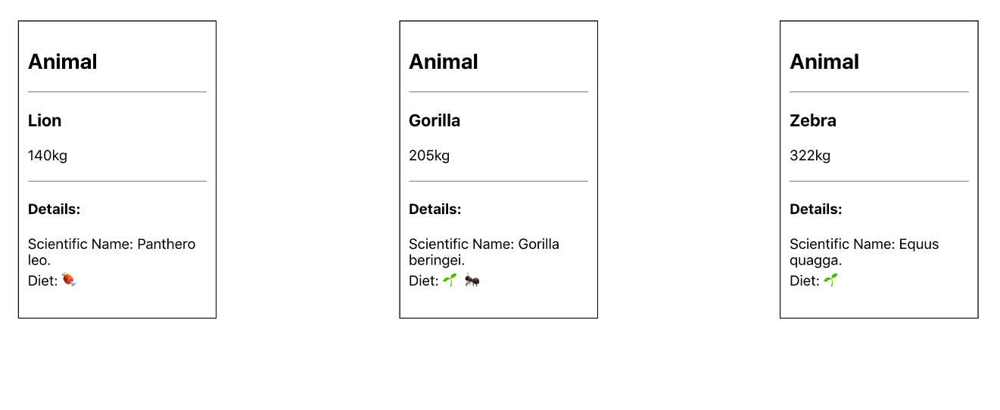 Animal
Lion
140kg
Details:
Scientific Name: Panthero
leo.
Diet: 🍖
Animal
Gorilla
205kg
Details:
Scientific Name: Gorilla
beringei.
Diet: 🌱 🐜
Animal
Zebra
322kg
Details:
Scientific Name: Equus
quagga.
Diet: 🌱